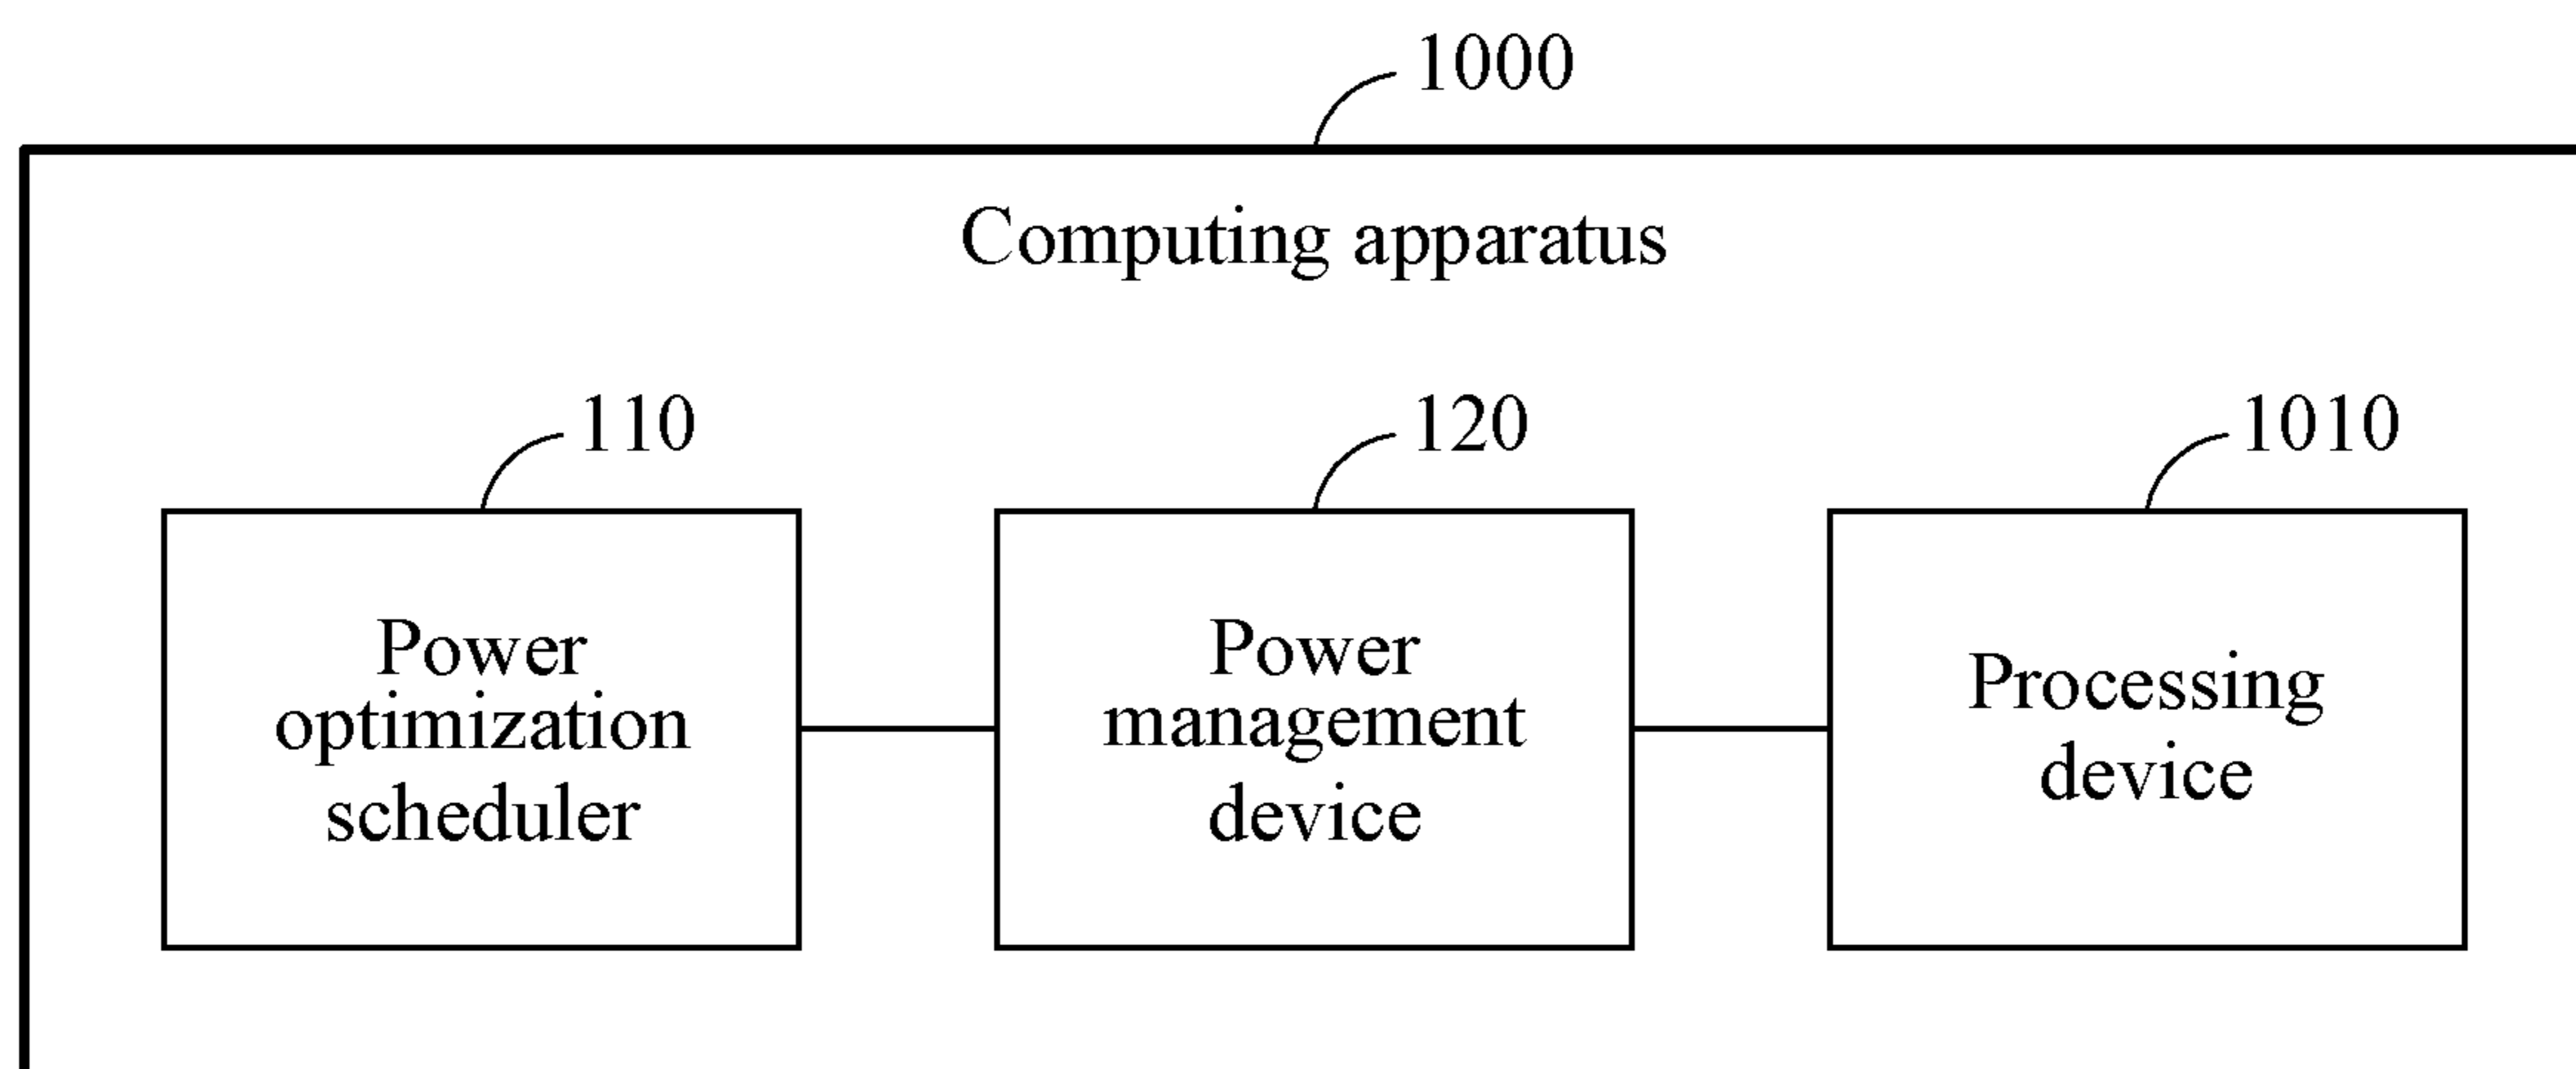 1000
Computing apparatus
110
120
1010
Power
optimization
scheduler
Power
management
device
Processing
device